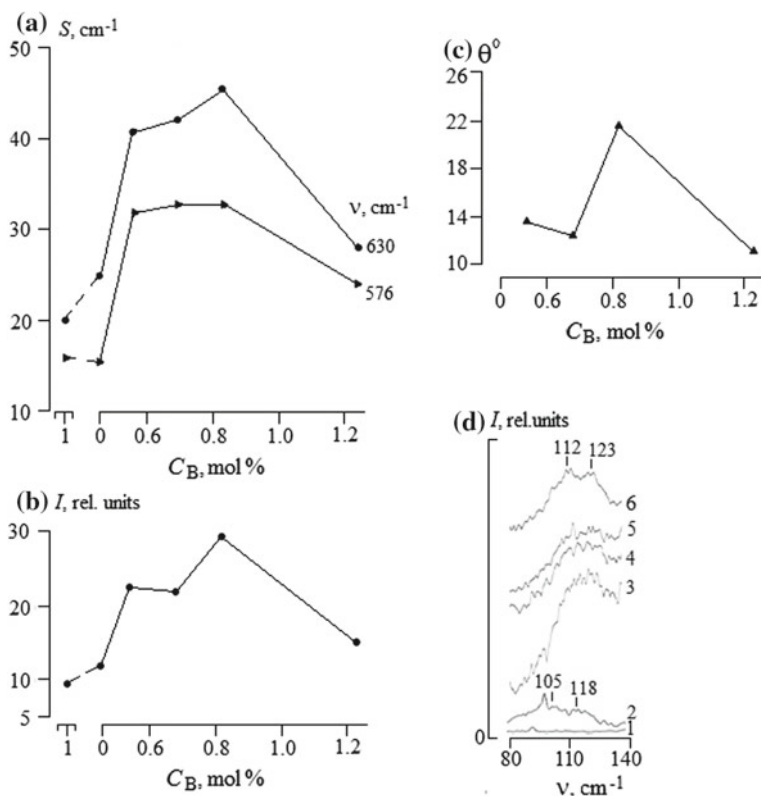 (a) S, cm-1
50
40
30
20
10
ν, cm-1
630
576
1 0 0.6 0.8 1.0 1.2
CB, mol %
(b) I, rel. units
30
20
10
5
1 0 0.6 0.8 1.0 1.2
CB, mol %
(c) θ°
26
22
18
14
10
0 0.6 0.8 1.0 1.2
CB, mol %
(d) I, rel.units
112 123
6
5
4
3
105 118
2
1
0
80 110 140
ν, cm-1